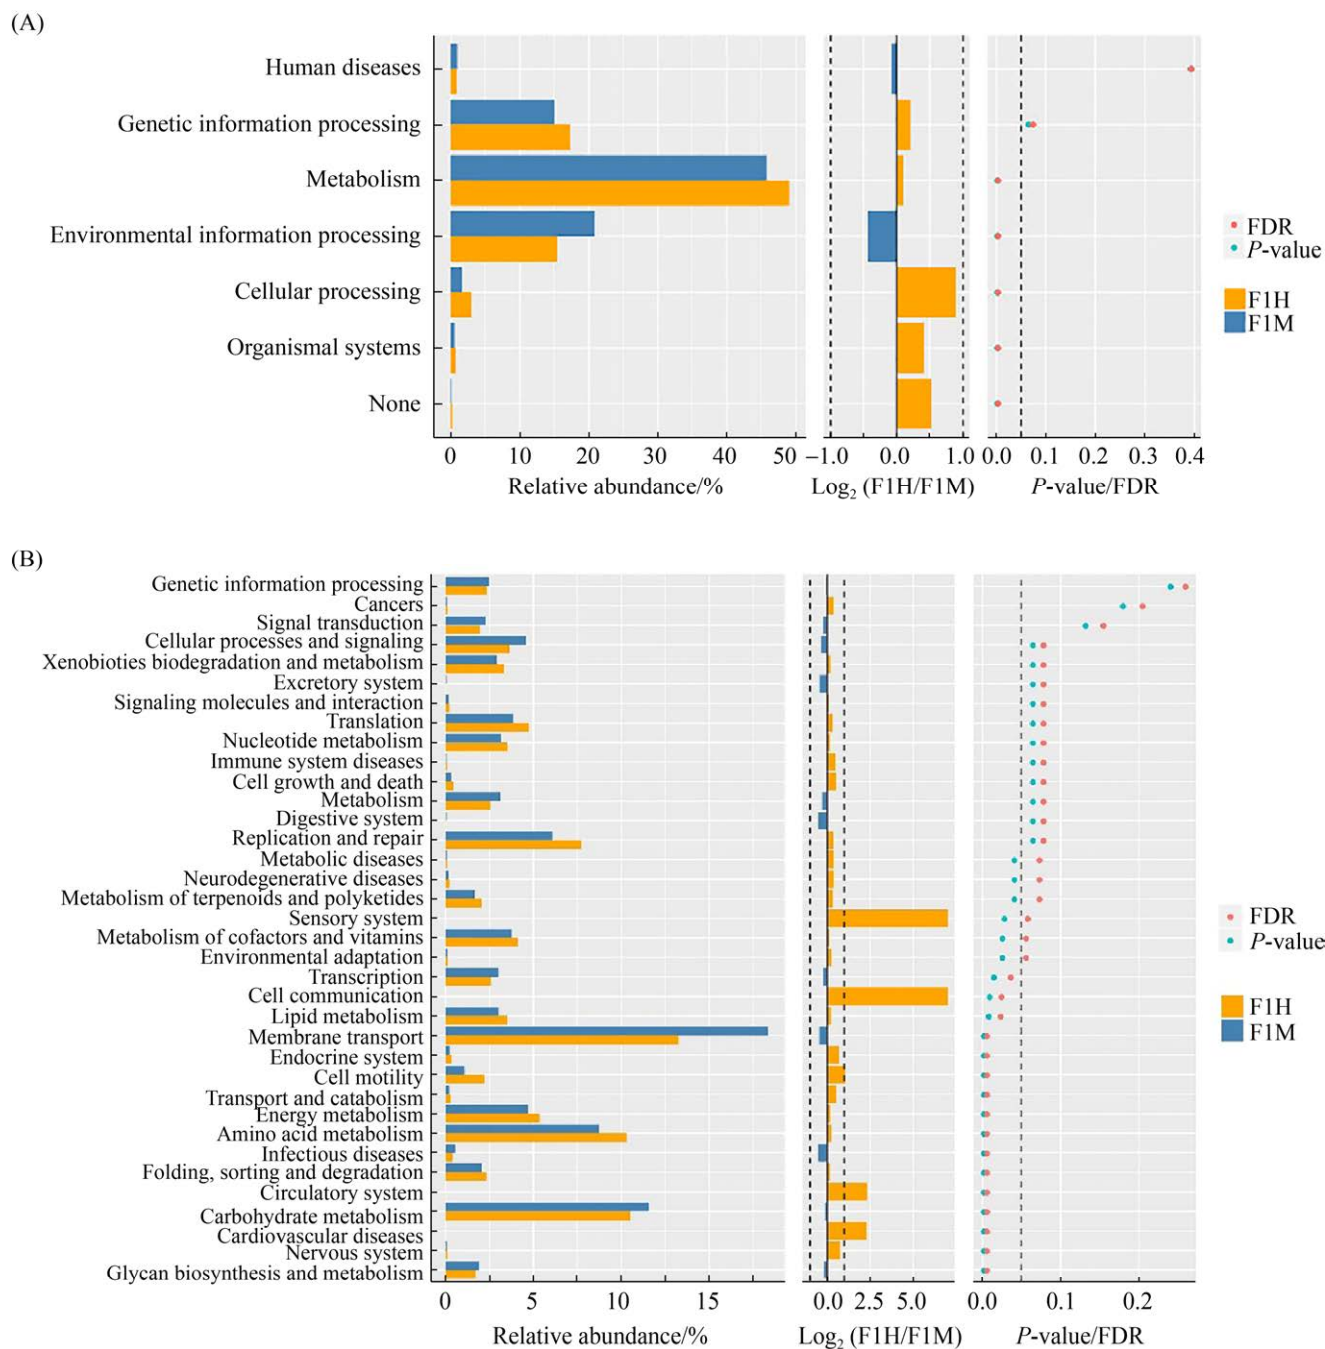 (A)
Human diseases
Genetic information processing
Metabolism
Environmental information processing
Cellular processing
Organismal systems
None
0 10 20 30 40 50
Relative abundance/%
−1.0 0.0 1.0
Log₂ (F1H/F1M)
0.0 0.1 0.2 0.3 0.4
P-value/FDR
FDR
P-value
F1H
F1M
(B)
Genetic information processing
Cancers
Signal transduction
Cellular processes and signaling
Xenobioties biodegradation and metabolism
Excretory system
Signaling molecules and interaction
Translation
Nucleotide metabolism
Immune system diseases
Cell growth and death
Metabolism
Digestive system
Replication and repair
Metabolic diseases
Neurodegenerative diseases
Metabolism of terpenoids and polyketides
Sensory system
Metabolism of cofactors and vitamins
Environmental adaptation
Transcription
Cell communication
Lipid metabolism
Membrane transport
Endocrine system
Cell motility
Transport and catabolism
Energy metabolism
Amino acid metabolism
Infectious diseases
Folding, sorting and degradation
Circulatory system
Carbohydrate metabolism
Cardiovascular diseases
Nervous system
Glycan biosynthesis and metabolism
0 5 10 15
Relative abundance/%
0.0 2.5 5.0
Log₂ (F1H/F1M)
0.0 0.1 0.2
P-value/FDR
FDR
P-value
F1H
F1M